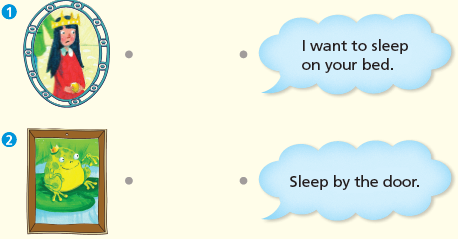 1
I want to sleep
on your bed.
2
Sleep by the door.